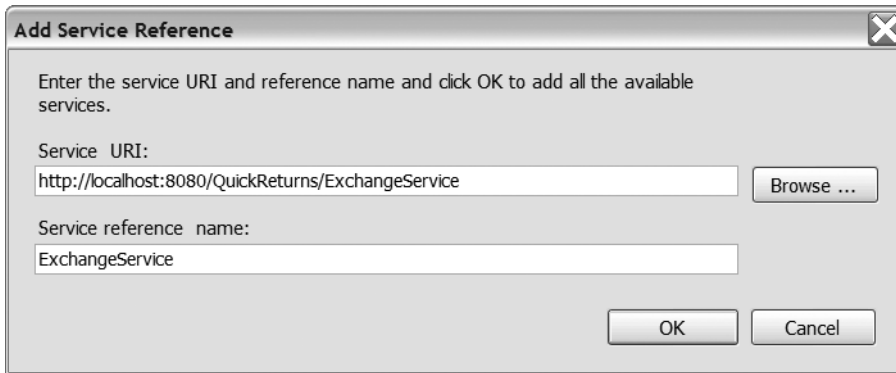 Add Service Reference
Enter the service URI and reference name and click OK to add all the available
services.
Service URI:
http://localhost:8080/QuickReturns/ExchangeService
Browse ...
Service reference name:
ExchangeService
OK
Cancel